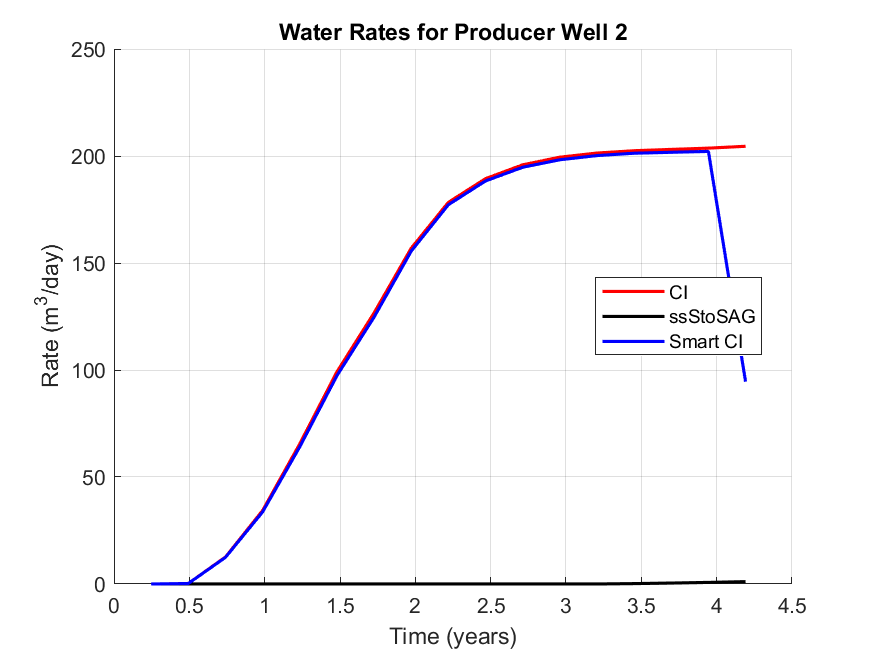 Water Rates for Producer Well 2
250
200
150
100
50
0
Rate (m³/day)
CI
ssStoSAG
Smart CI
0 0.5 1 1.5 2 2.5 3 3.5 4 4.5
Time (years)